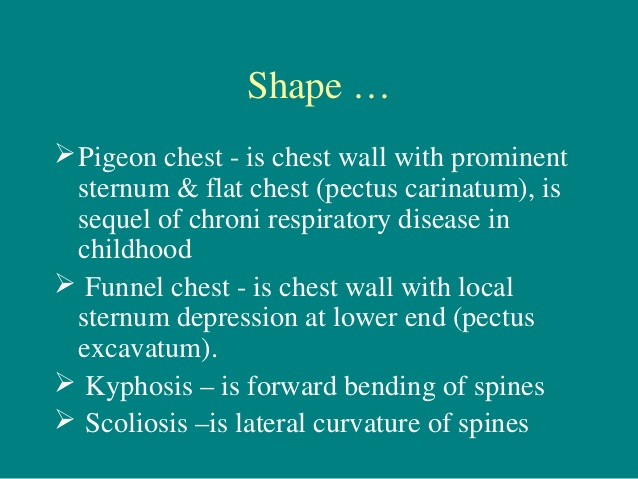 Shape …
➢Pigeon chest - is chest wall with prominent
sternum & flat chest (pectus carinatum), is
sequel of chroni respiratory disease in
childhood
➢ Funnel chest - is chest wall with local
sternum depression at lower end (pectus
excavatum).
➢ Kyphosis – is forward bending of spines
➢ Scoliosis –is lateral curvature of spines